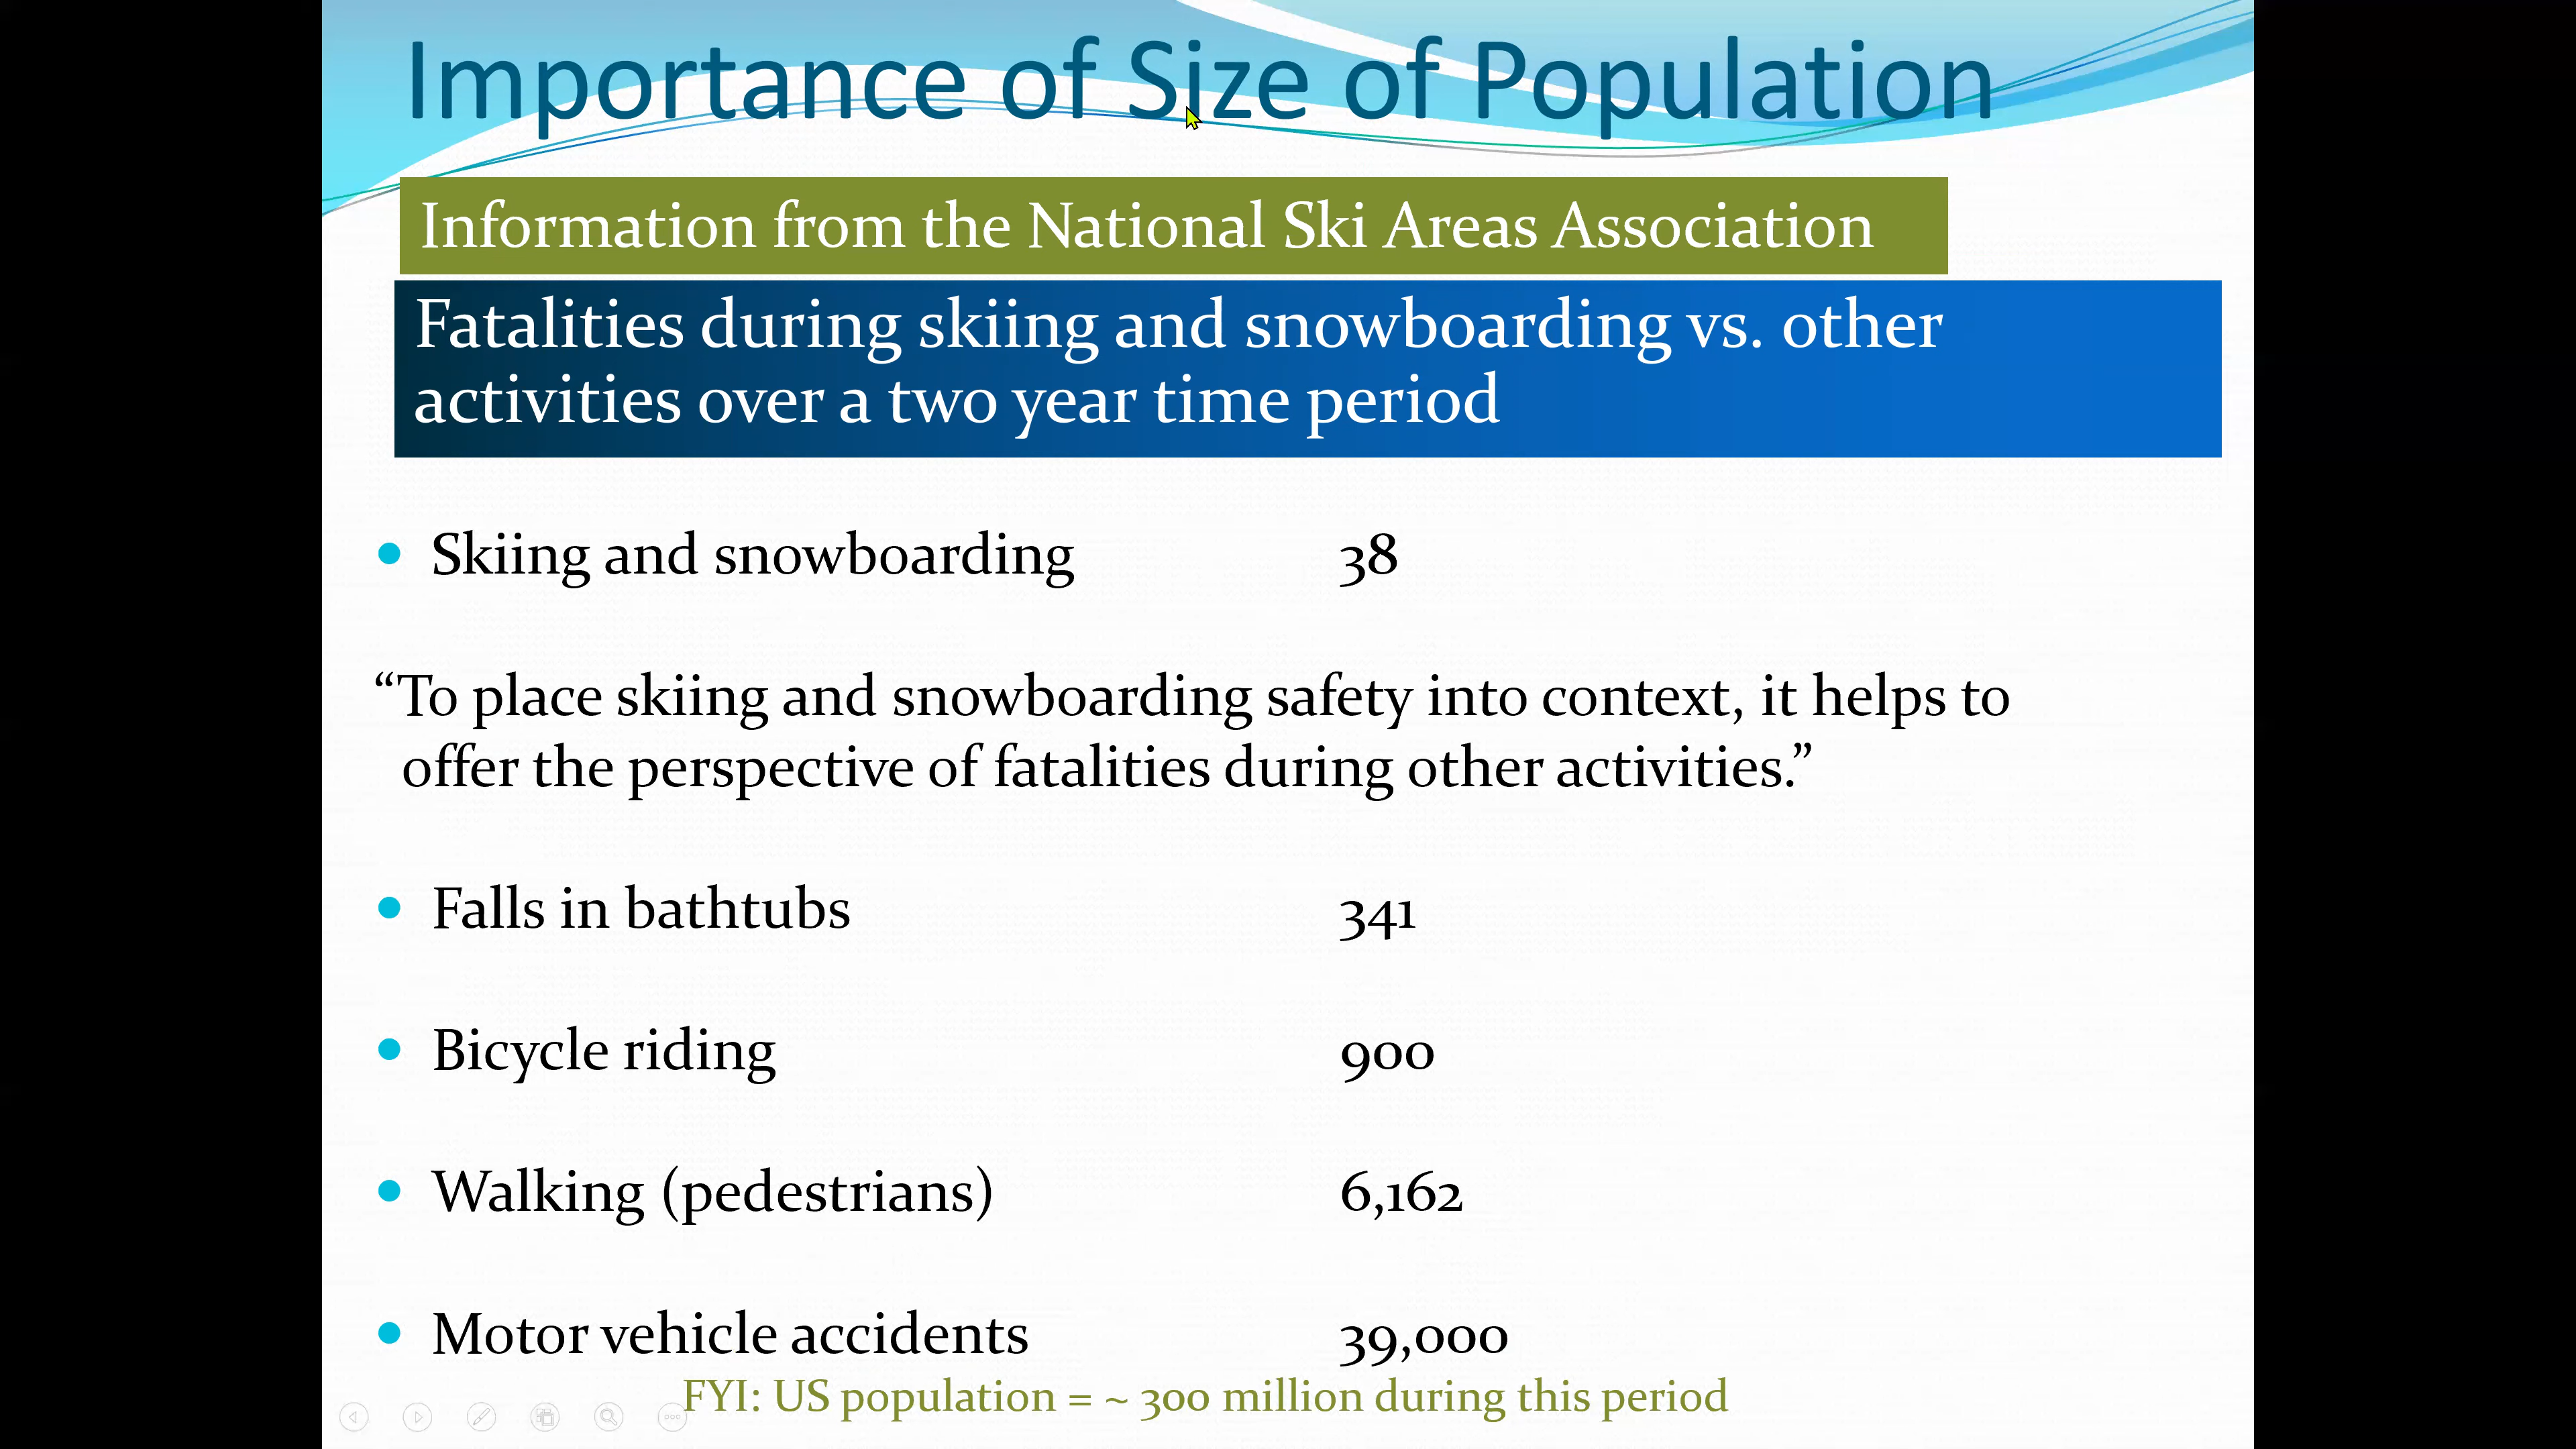 Importance of Size of Population
Information from the National Ski Areas Association
Fatalities during skiing and snowboarding vs. other
activities over a two year time period
Skiing and snowboarding 38
“To place skiing and snowboarding safety into context, it helps to
offer the perspective of fatalities during other activities.”
Falls in bathtubs 341
Bicycle riding 900
Walking (pedestrians) 6,162
Motor vehicle accidents 39,000
FYI: US population = ~ 300 million during this period